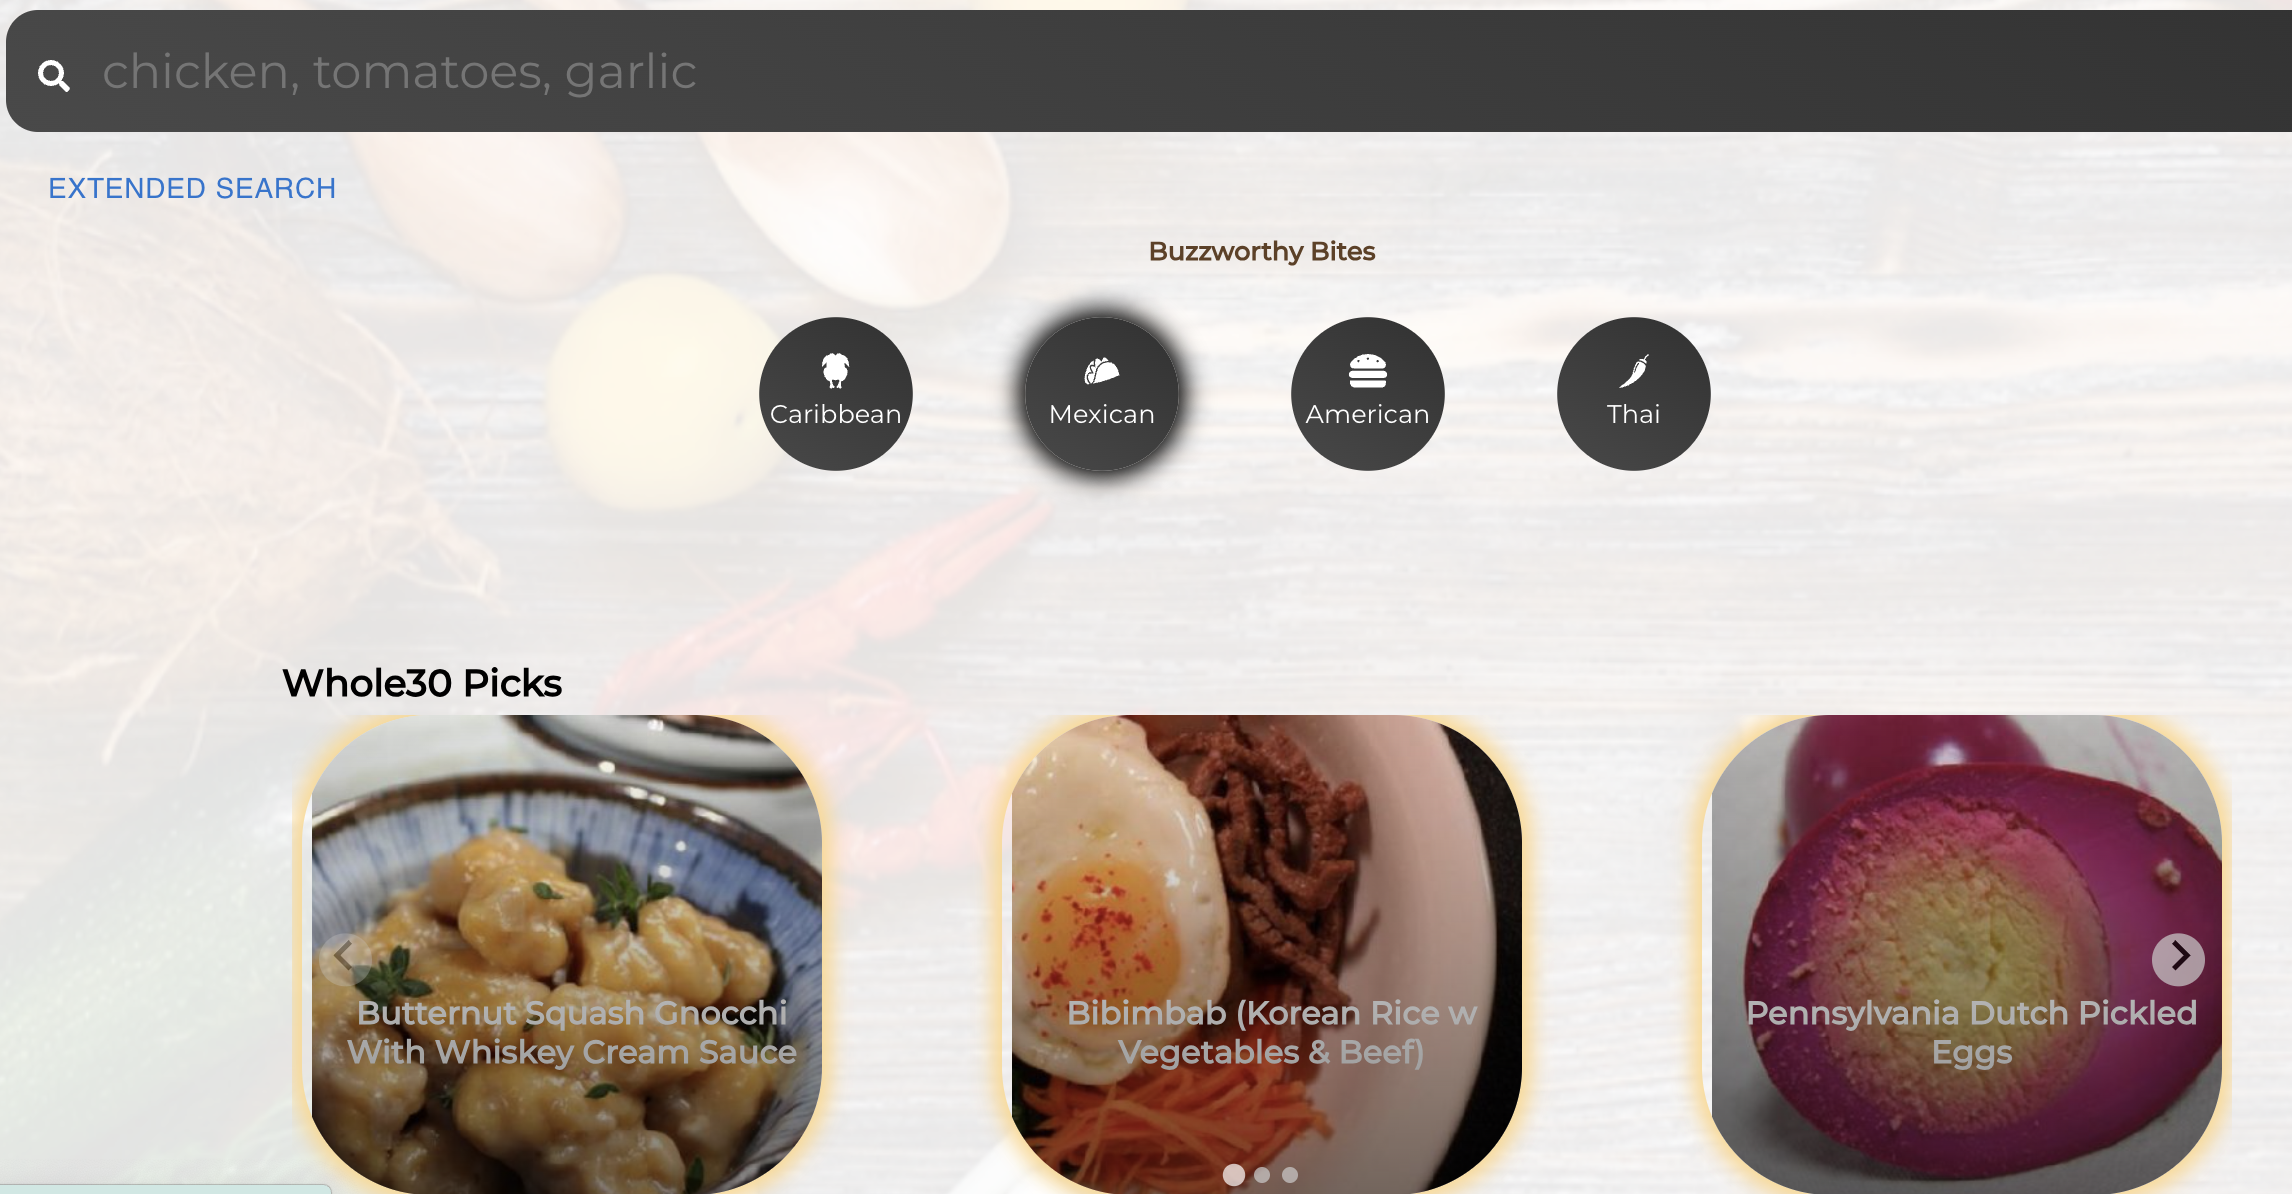 chicken, tomatoes, garlic
EXTENDED SEARCH
Buzzworthy Bites
Caribbean
Mexican
American
Thai
Whole30 Picks
Butternut Squash Gnocchi
With Whiskey Cream Sauce
Bibimbab (Korean Rice w
Vegetables & Beef)
Pennsylvania Dutch Pickled
Eggs